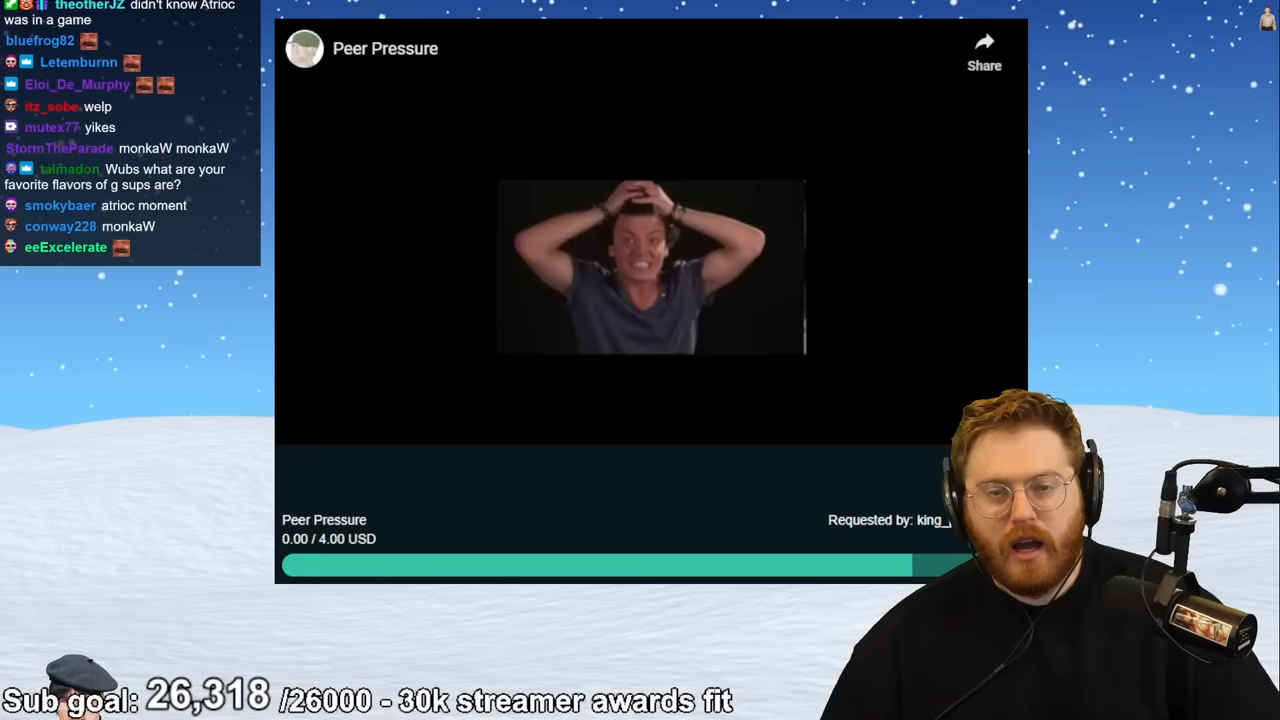 theotherJZ didn't know Atrioc
was in a game
bluefrog82
Letemburnn
Eloi_De_Murphy
itz_sobe welp
mutex77 yikes
StormTheParade monkaW monkaW
talmadon Wubs what are your
favorite flavors of g sups are?
smokybaer atrioc moment
conway228 monkaW
eeExcelerate
Peer Pressure
Share
Peer Pressure
0.00 / 4.00 USD
Requested by: king_
Sub goal: 26,318 /26000 - 30k streamer awards fit